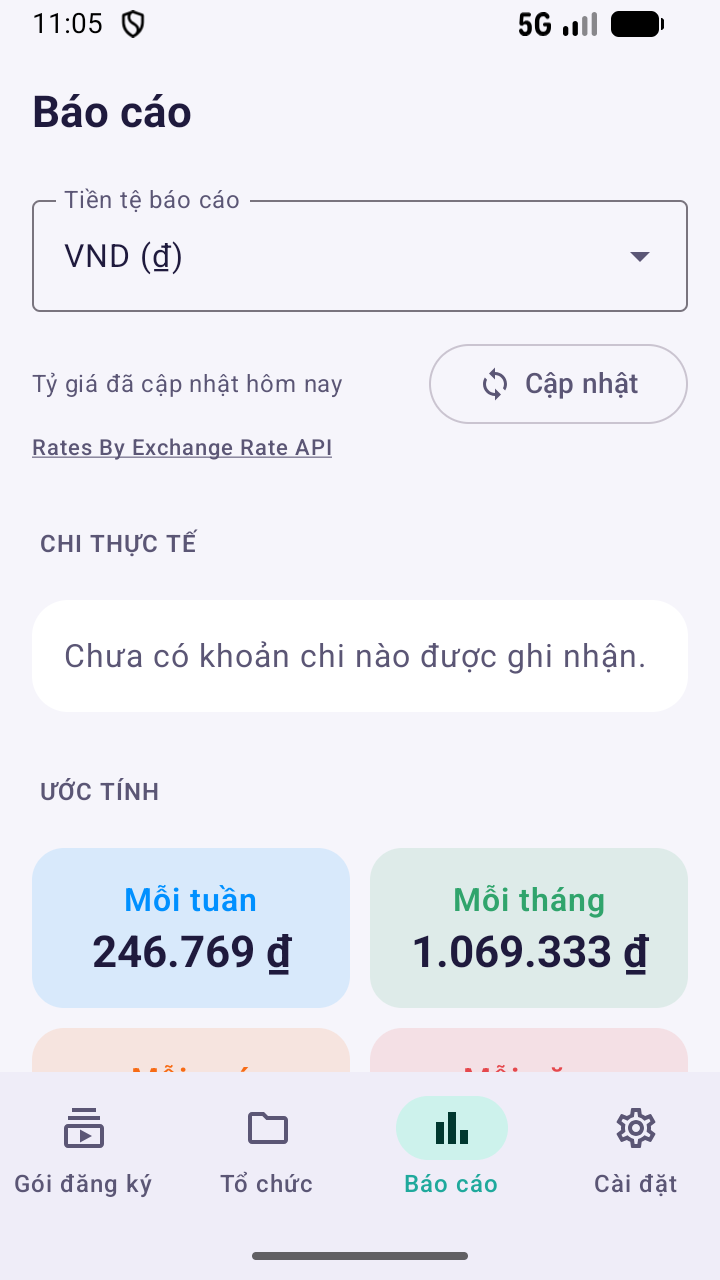 11:05
5G
Báo cáo
Tiền tệ báo cáo
VND (₫)
Tỷ giá đã cập nhật hôm nay
Cập nhật
Rates By Exchange Rate API
CHI THỰC TẾ
Chưa có khoản chi nào được ghi nhận.
ƯỚC TÍNH
Mỗi tuần
246.769 ₫
Mỗi tháng
1.069.333 ₫
Gói đăng ký
Tổ chức
Báo cáo
Cài đặt